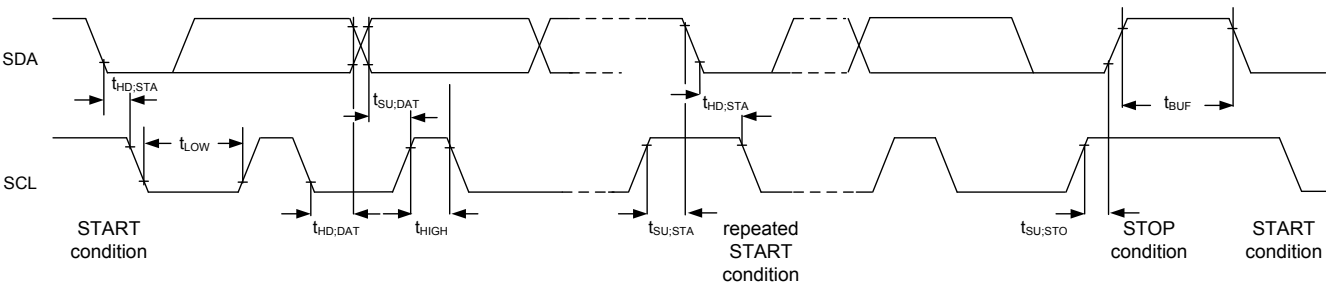 SDA
tHD;STA
tSU;DAT
tHD;STA
tBUF
tLOW
SCL
tHD;DAT
tHIGH
tSU;STA
tSU;STO
START
condition
repeated
START
condition
STOP
condition
START
condition